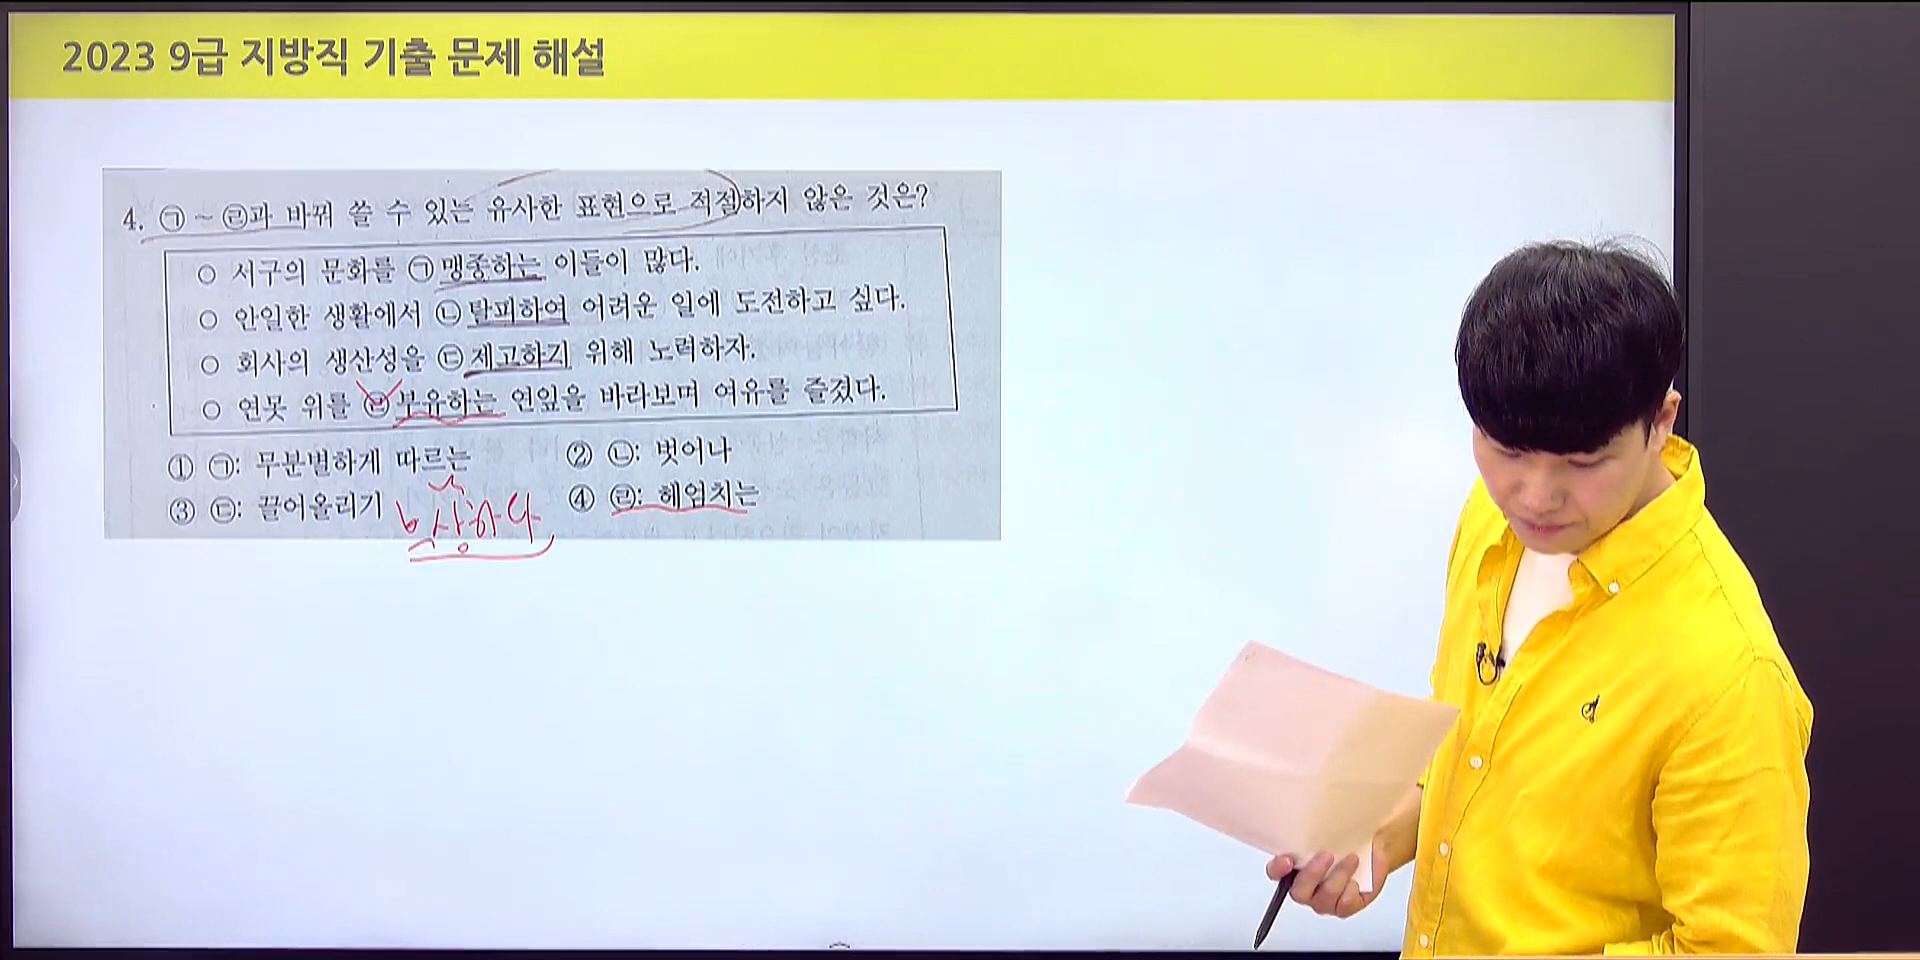 2023 9급 지방직 기출 문제 해설
4. ㉠ ~ ㉣과 바꿔 쓸 수 있는 유사한 표현으로 적절하지 않은 것은?
○ 서구의 문화를 ㉠맹종하는 이들이 많다.
○ 안일한 생활에서 ㉡탈피하여 어려운 일에 도전하고 싶다.
○ 회사의 생산성을 ㉢제고하기 위해 노력하자.
○ 연못 위를 ㉣부유하는 연잎을 바라보며 여유를 즐겼다.
① ㉠: 무분별하게 따르는 ② ㉡: 벗어나
③ ㉢: 끌어올리기 ④ ㉣: 헤엄치는